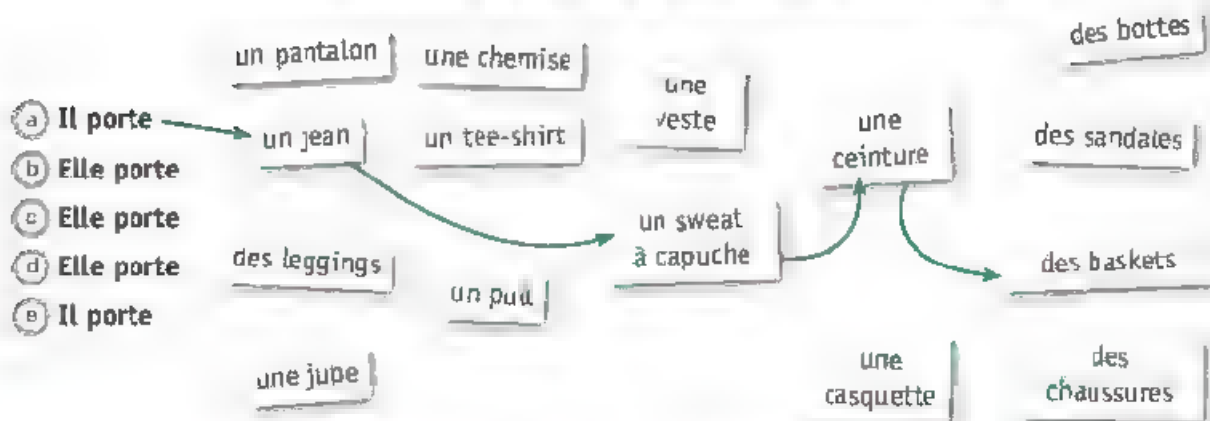 un pantalon
une chemise
des bottes
une
veste
a Il porte
un jean
un tee-shirt
une
ceinture
des sandales
b Elle porte
c Elle porte
un sweat
à capuche
d Elle porte
des leggings
des baskets
un pull
e Il porte
une jupe
une
casquette
des
chaussures